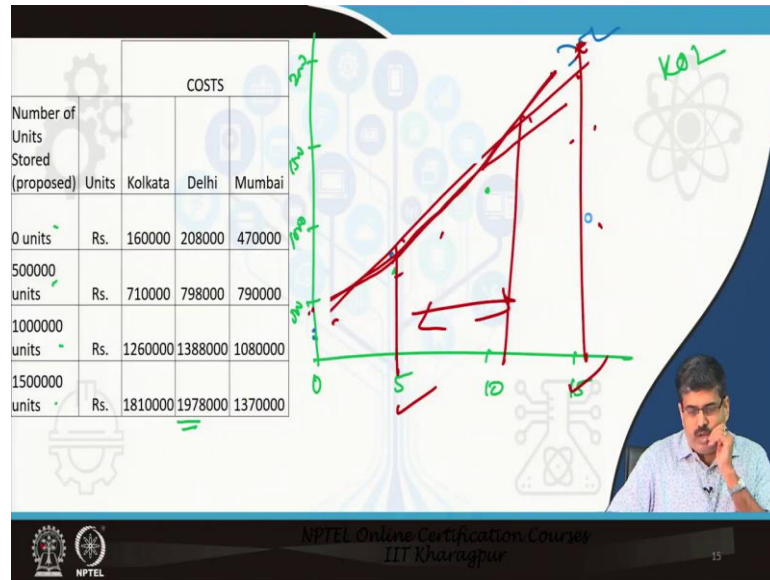 COSTS
Number of
Units
Stored
(proposed) Units Kolkata Delhi Mumbai
0 units Rs. 160000 208000 470000
500000
units Rs. 710000 798000 790000
1000000
units Rs. 1260000 1388000 1080000
1500000
units Rs. 1810000 1978000 1370000
0 5 10 15
NPTEL Online Certification Courses
IIT Kharagpur
NPTEL
15